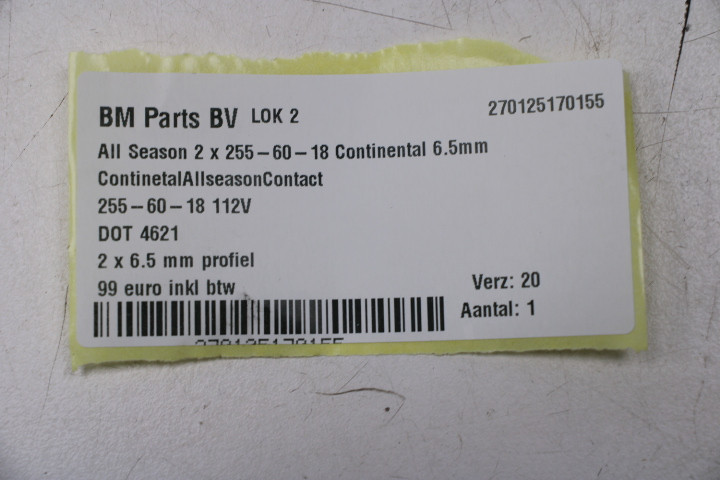 BM Parts BV LOK 2
270125170155
All Season 2 x 255-60-18 Continental 6.5mm
ContinetalAllseasonContact
255-60-18 112V
DOT 4621
2 x 6.5 mm profiel
99 euro inkl btw
Verz: 20
Aantal: 1
270125170155